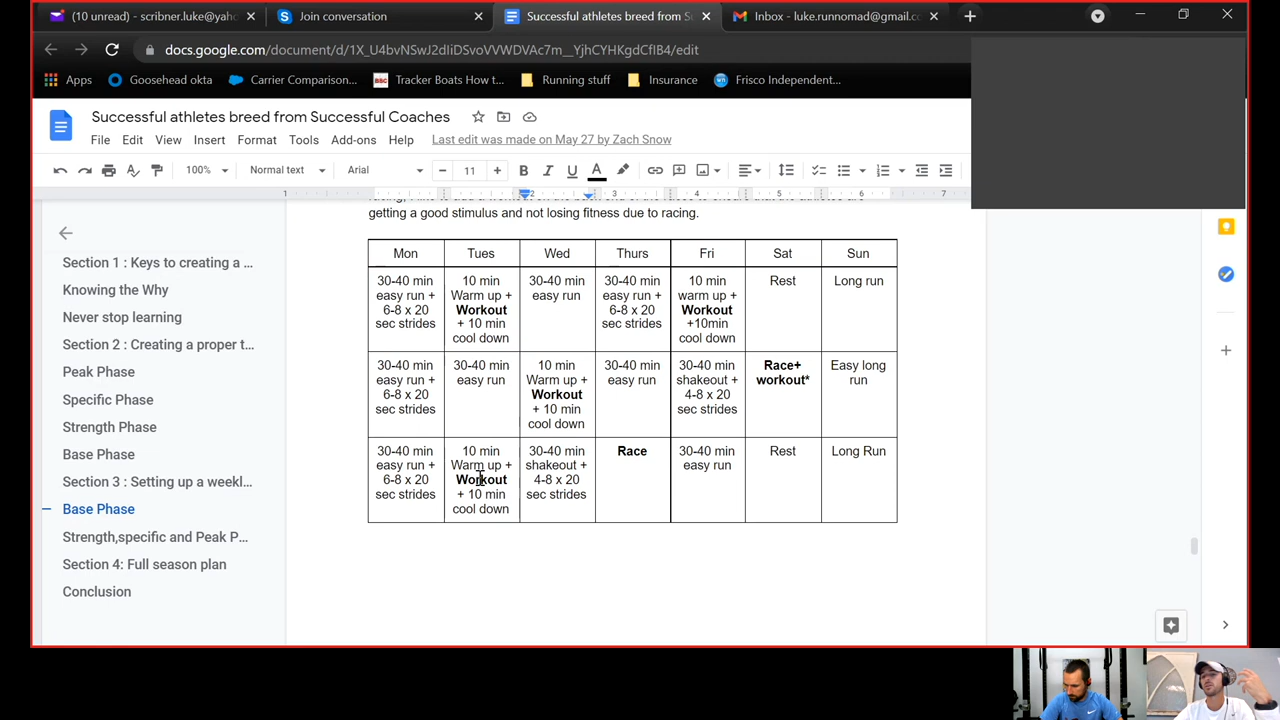 (10 unread) - scribner.luke@yaho
Join conversation
Successful athletes breed from S
Inbox - luke.runnomad@gmail.co
docs.google.com/document/d/1X_U4bvNSwJ2dIiDSvoVVWDVAc7m__YjhCYHKgdCfIB4/edit
Apps
Goosehead okta
Carrier Comparison...
BBC
Tracker Boats How t...
Running stuff
Insurance
Frisco Independent...
Successful athletes breed from Successful Coaches
File Edit View Insert Format Tools Add-ons Help
Last edit was made on May 27 by Zach Snow
100% Normal text Arial 11
1 2 3 4 5 6 7
getting a good stimulus and not losing fitness due to racing.
Section 1 : Keys to creating a ...
Knowing the Why
Never stop learning
Section 2 : Creating a proper t...
Peak Phase
Specific Phase
Strength Phase
Base Phase
Section 3 : Setting up a weekl...
Base Phase
Strength,specific and Peak P...
Section 4: Full season plan
Conclusion
Mon Tues Wed Thurs Fri Sat Sun
30-40 min
easy run +
6-8 x 20
sec strides
10 min
Warm up +
Workout
+ 10 min
cool down
30-40 min
easy run
30-40 min
easy run +
6-8 x 20
sec strides
10 min
warm up +
Workout
+10min
cool down
Rest
Long run
30-40 min
easy run +
6-8 x 20
sec strides
30-40 min
easy run
10 min
Warm up +
Workout
+ 10 min
cool down
30-40 min
easy run
30-40 min
shakeout +
4-8 x 20
sec strides
Race+
workout*
Easy long
run
30-40 min
easy run +
6-8 x 20
sec strides
10 min
Warm up +
Workout
+ 10 min
cool down
30-40 min
shakeout +
4-8 x 20
sec strides
Race
30-40 min
easy run
Rest
Long Run